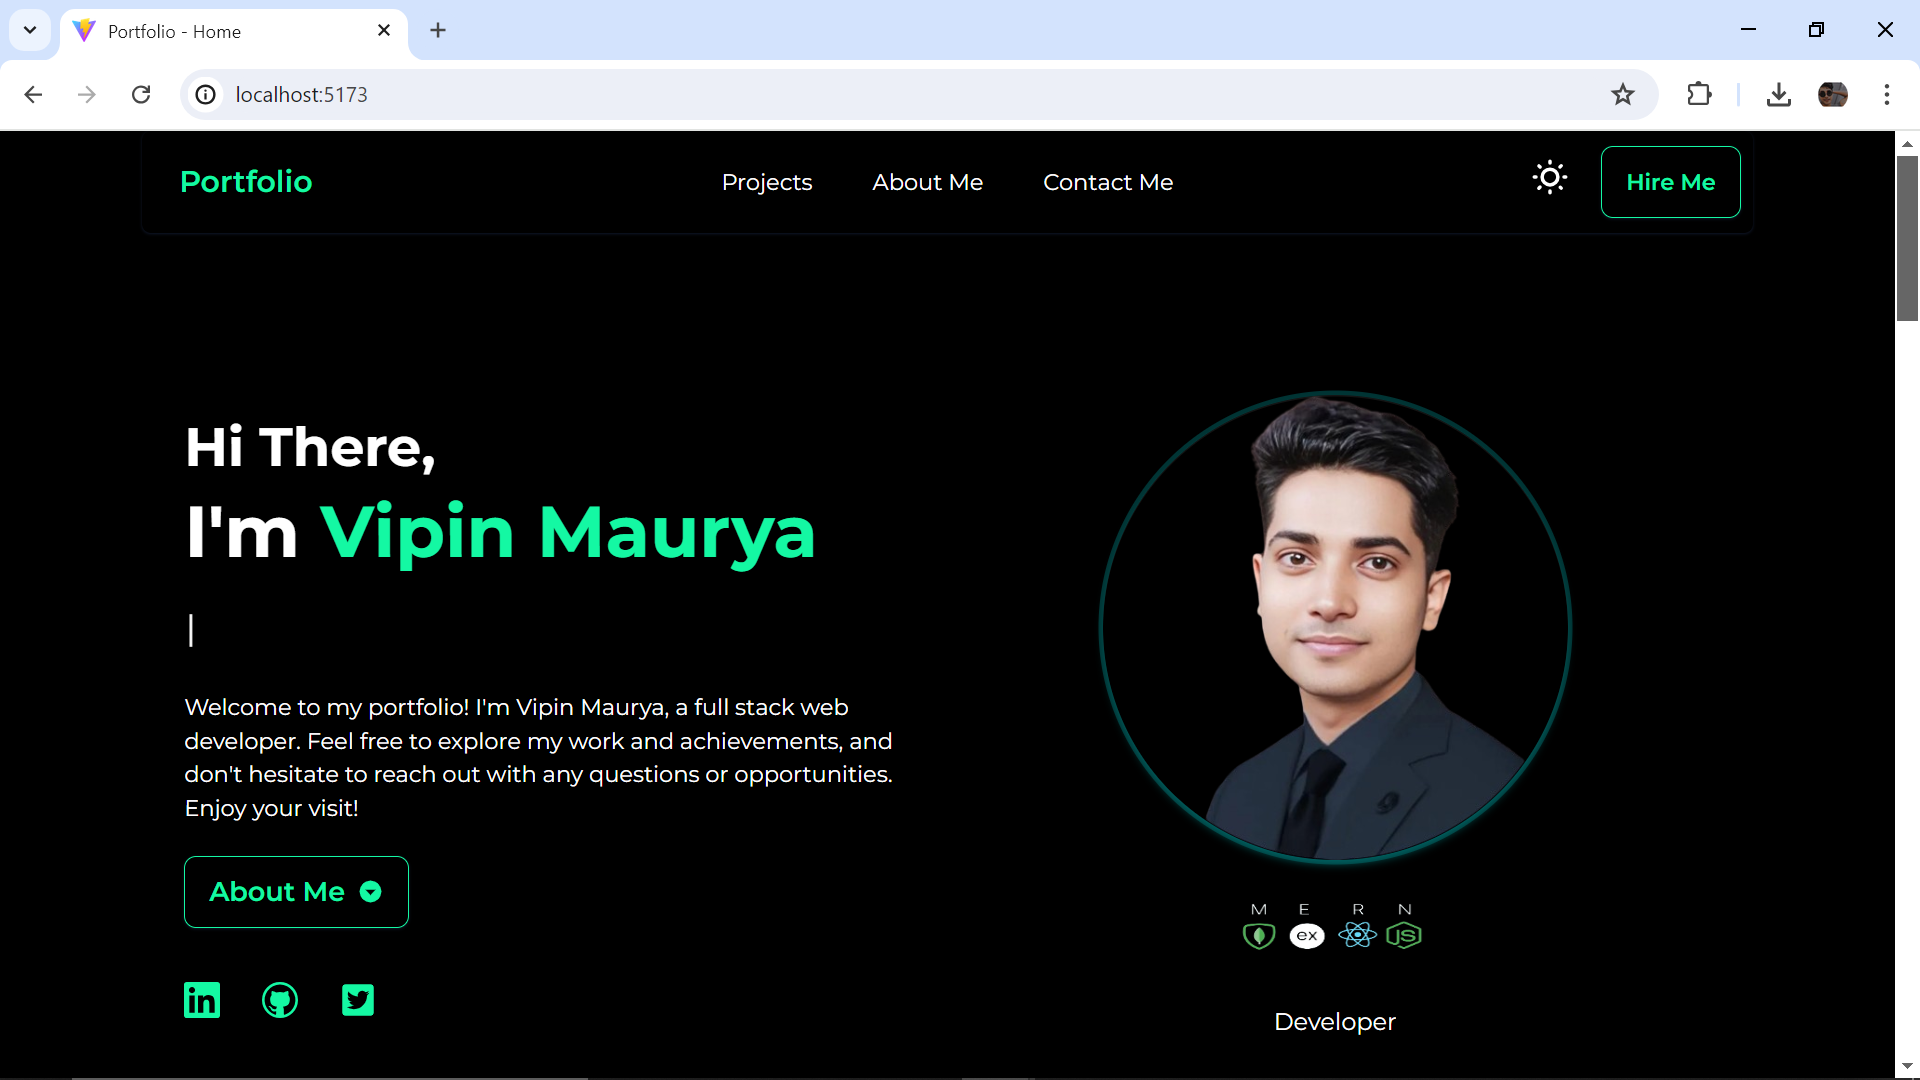 Portfolio - Home
localhost:5173
Portfolio
Projects About Me Contact Me
Hire Me
Hi There,
I'm Vipin Maurya
Welcome to my portfolio! I'm Vipin Maurya, a full stack web
developer. Feel free to explore my work and achievements, and
don't hesitate to reach out with any questions or opportunities.
Enjoy your visit!
About Me
in
M E R N
ex JS
Developer